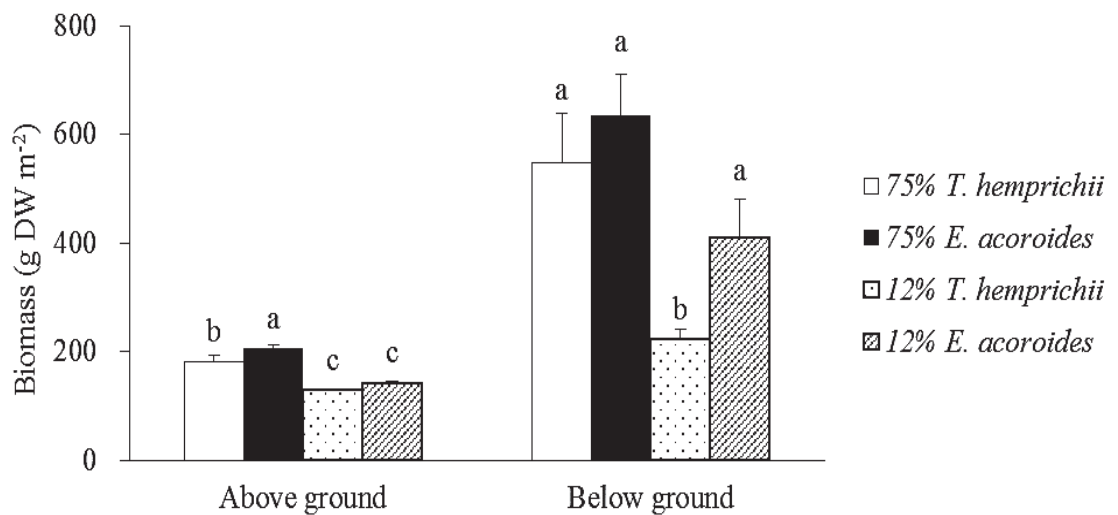 800
600
400
200
0
Biomass (g DW m⁻²)
b
a
c
c
a
a
b
a
Above ground
Below ground
75% T. hemprichii
75% E. acoroides
12% T. hemprichii
12% E. acoroides